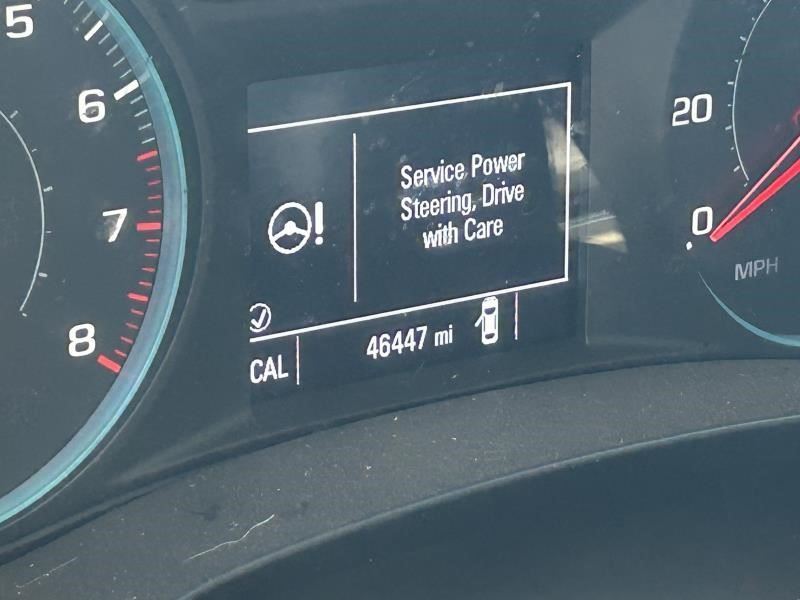 5
6
7
8
Service Power
Steering, Drive
with Care
!
CAL
46447 mi
20
0
MPH